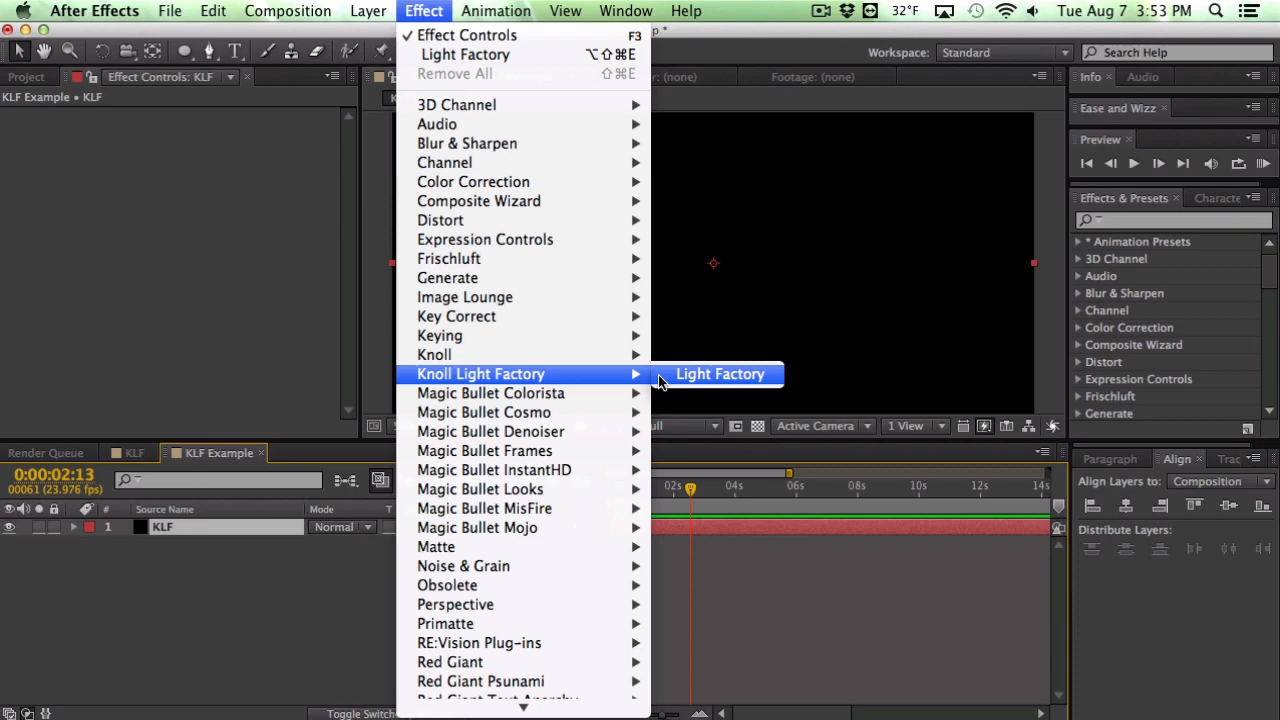 After Effects File Edit Composition Layer Effect Animation View Window Help 32°F Tue Aug 7 3:53 PM
Effect Controls F3
Light Factory ⌥⇧⌘E
Remove All ⇧⌘E
3D Channel
Audio
Blur & Sharpen
Channel
Color Correction
Composite Wizard
Distort
Expression Controls
Frischluft
Generate
Image Lounge
Key Correct
Keying
Knoll
Knoll Light Factory
Light Factory
Magic Bullet Colorista
Magic Bullet Cosmo
Magic Bullet Denoiser
Magic Bullet Frames
Magic Bullet InstantHD
Magic Bullet Looks
Magic Bullet MisFire
Magic Bullet Mojo
Matte
Noise & Grain
Obsolete
Perspective
Primatte
RE:Vision Plug-ins
Red Giant
Red Giant Psunami
Workspace: Standard Search Help
Project Effect Controls: KLF
KLF Example • KLF
(none) Footage: (none)
Info Audio
Ease and Wizz
Preview
Effects & Presets
* Animation Presets
3D Channel
Audio
Blur & Sharpen
Channel
Color Correction
Composite Wizard
Distort
Expression Controls
Frischluft
Generate
Active Camera 1 View
Render Queue KLF KLF Example
0:00:02:13
00061 (23.976 fps)
# Source Name Mode T
1 KLF Normal
02s 04s 06s 08s 10s 12s 14s
Paragraph Align
Align Layers to: Composition
Distribute Layers: